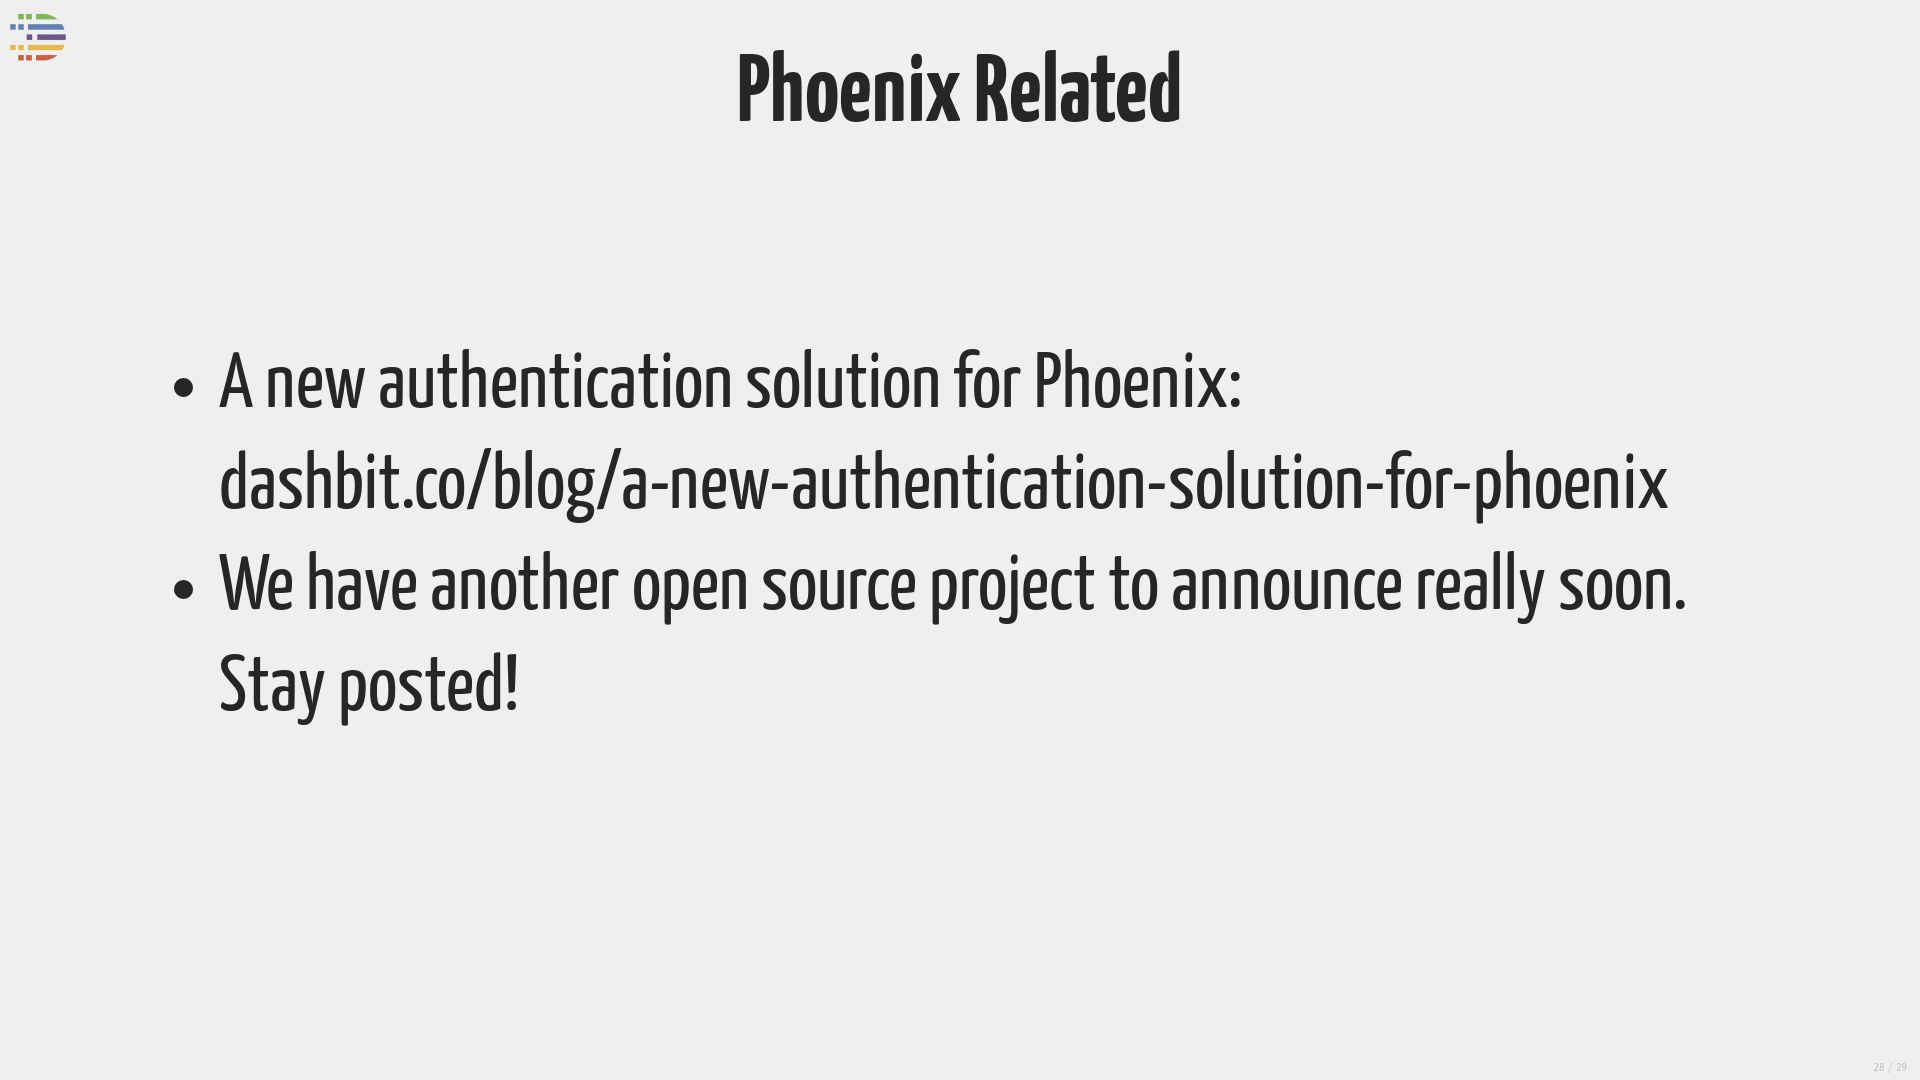 Phoenix Related
• A new authentication solution for Phoenix:
dashbit.co/blog/a-new-authentication-solution-for-phoenix
• We have another open source project to announce really soon.
Stay posted!
28 / 29